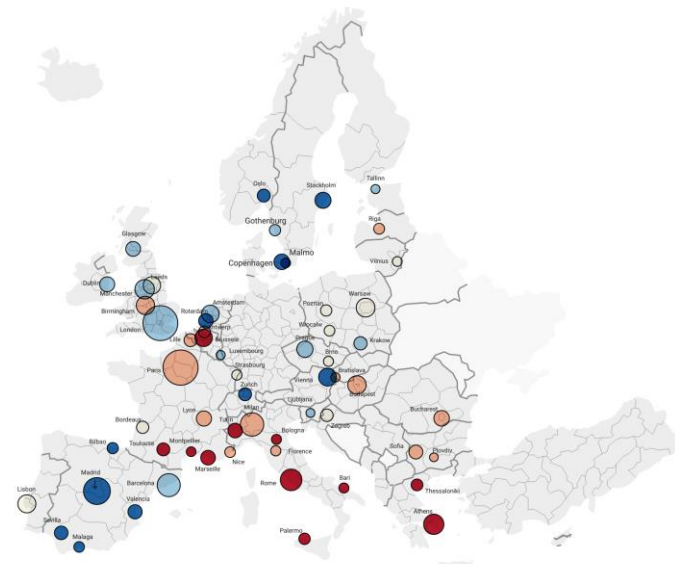 Oslo
Stockholm
Tallinn
Gothenburg
Riga
Glasgow
Malmo
Copenhagen
Vilnius
Dublin
Leeds
Manchester
Birmingham
Roterdam
Amsterdam
Poznan
Warsaw
London
Wroclaw
Lille
Brussels
Prague
Krakow
Luxembourg
Brno
Paris
Strasbourg
Vienna
Bratislava
Zurich
Budapest
Lyon
Milan
Ljubljana
Bucharest
Bordeaux
Turin
Zagreb
Bilbao
Toulouse
Montpellier
Bologna
Sofia
Plovdiv
Marseille
Nice
Florence
Madrid
Barcelona
Rome
Bari
Thessaloniki
Lisbon
Valencia
Athens
Sevilla
Malaga
Palermo